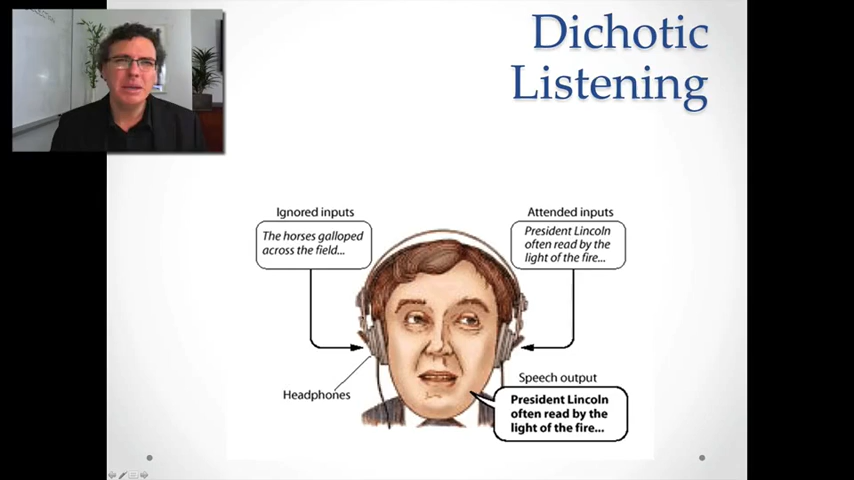 Dichotic
Listening
Ignored inputs
The horses galloped
across the field...
Attended inputs
President Lincoln
often read by the
light of the fire...
Headphones
Speech output
President Lincoln
often read by the
light of the fire...